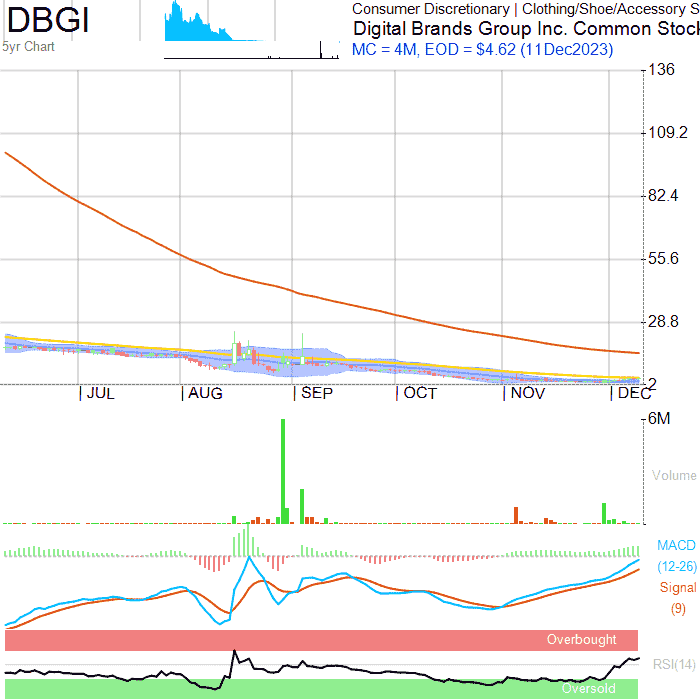 DBGI
5yr Chart
Consumer Discretionary | Clothing/Shoe/Accessory S
Digital Brands Group Inc. Common Stock
MC = 4M, EOD = $4.62 (11Dec2023)
136
109.2
82.4
55.6
28.8
2
JUL
AUG
SEP
OCT
NOV
DEC
6M
Volume
MACD
(12-26)
Signal
(9)
Overbought
RSI(14)
Oversold